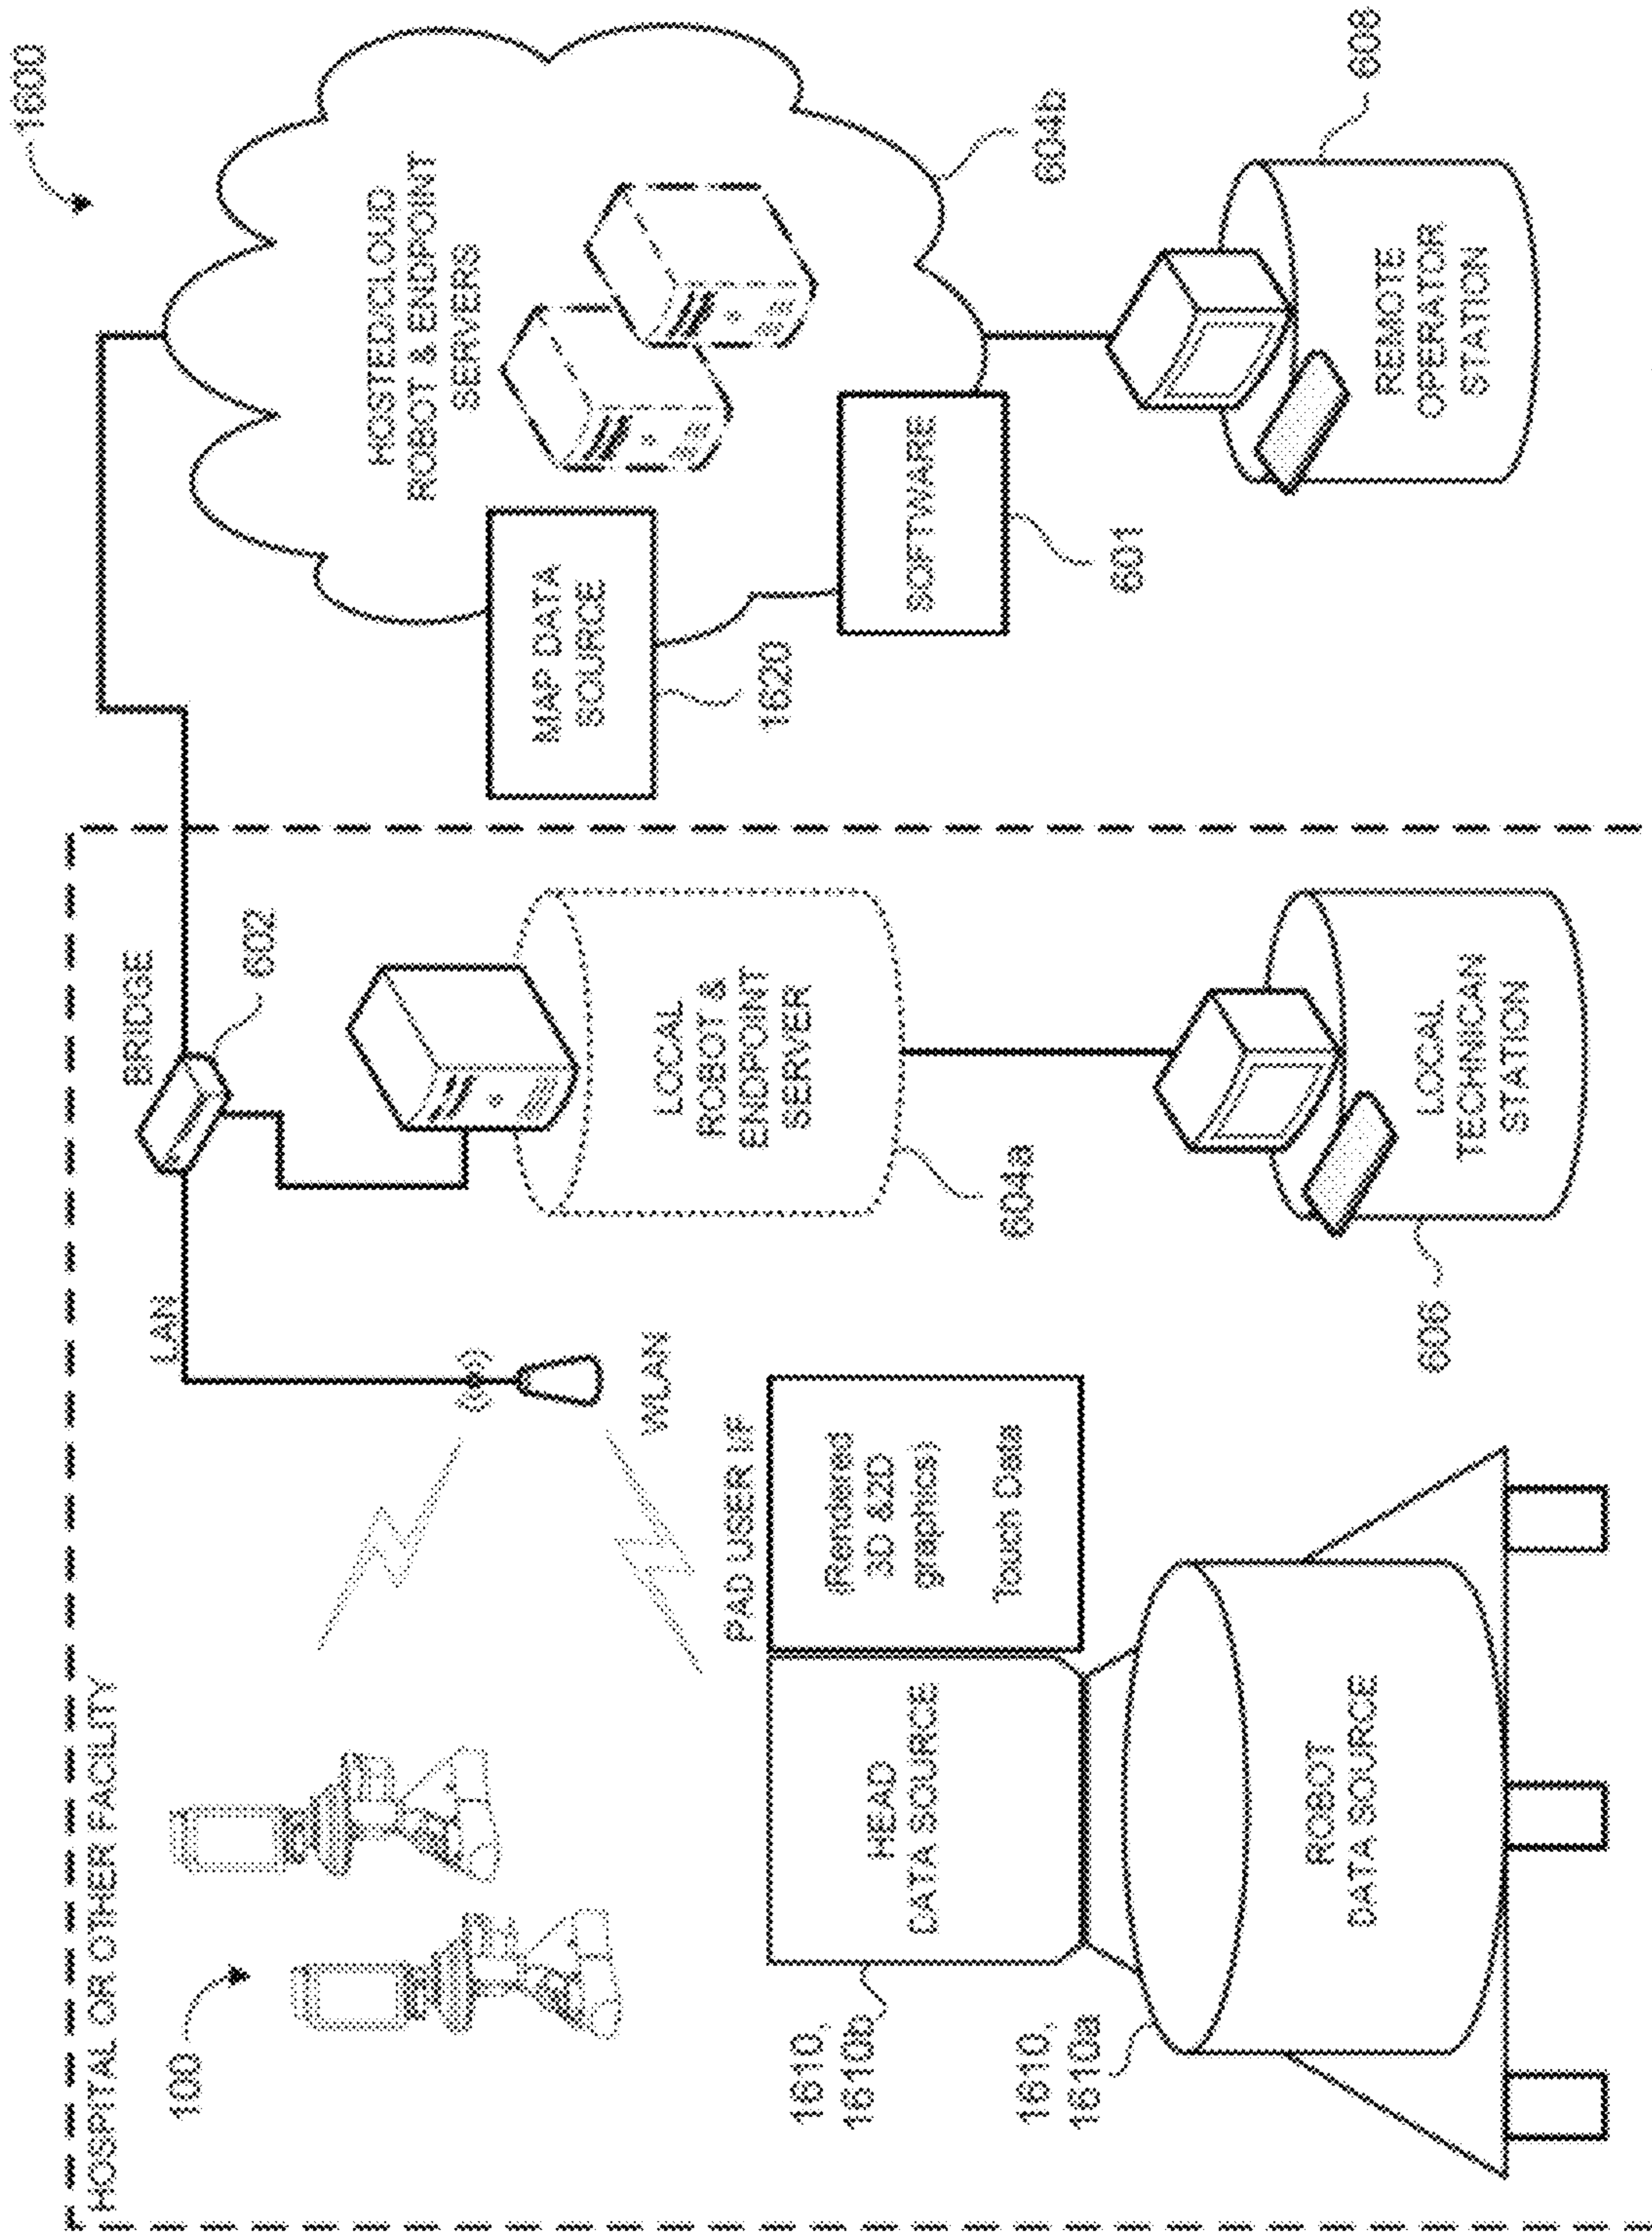 1600
HOSPITAL OR OTHER FACILITY
100
LAN
BRIDGE
602
WLAN
HOSTED/CLOUD
ROBOT & ENDPOINT
SERVERS
MAP DATA
SOURCE
1620
SOFTWARE
601
604b
LOCAL
ROBOT &
ENDPOINT
SERVER
604a
PAD USER I/F
Rendered
3D &2D
graphics)
Touch Data
HEAD
DATA SOURCE
1610,
1610b
1610,
1610a
ROBOT
DATA SOURCE
LOCAL
TECHNICAN
STATION
606
REMOTE
OPERATOR
STATION
608